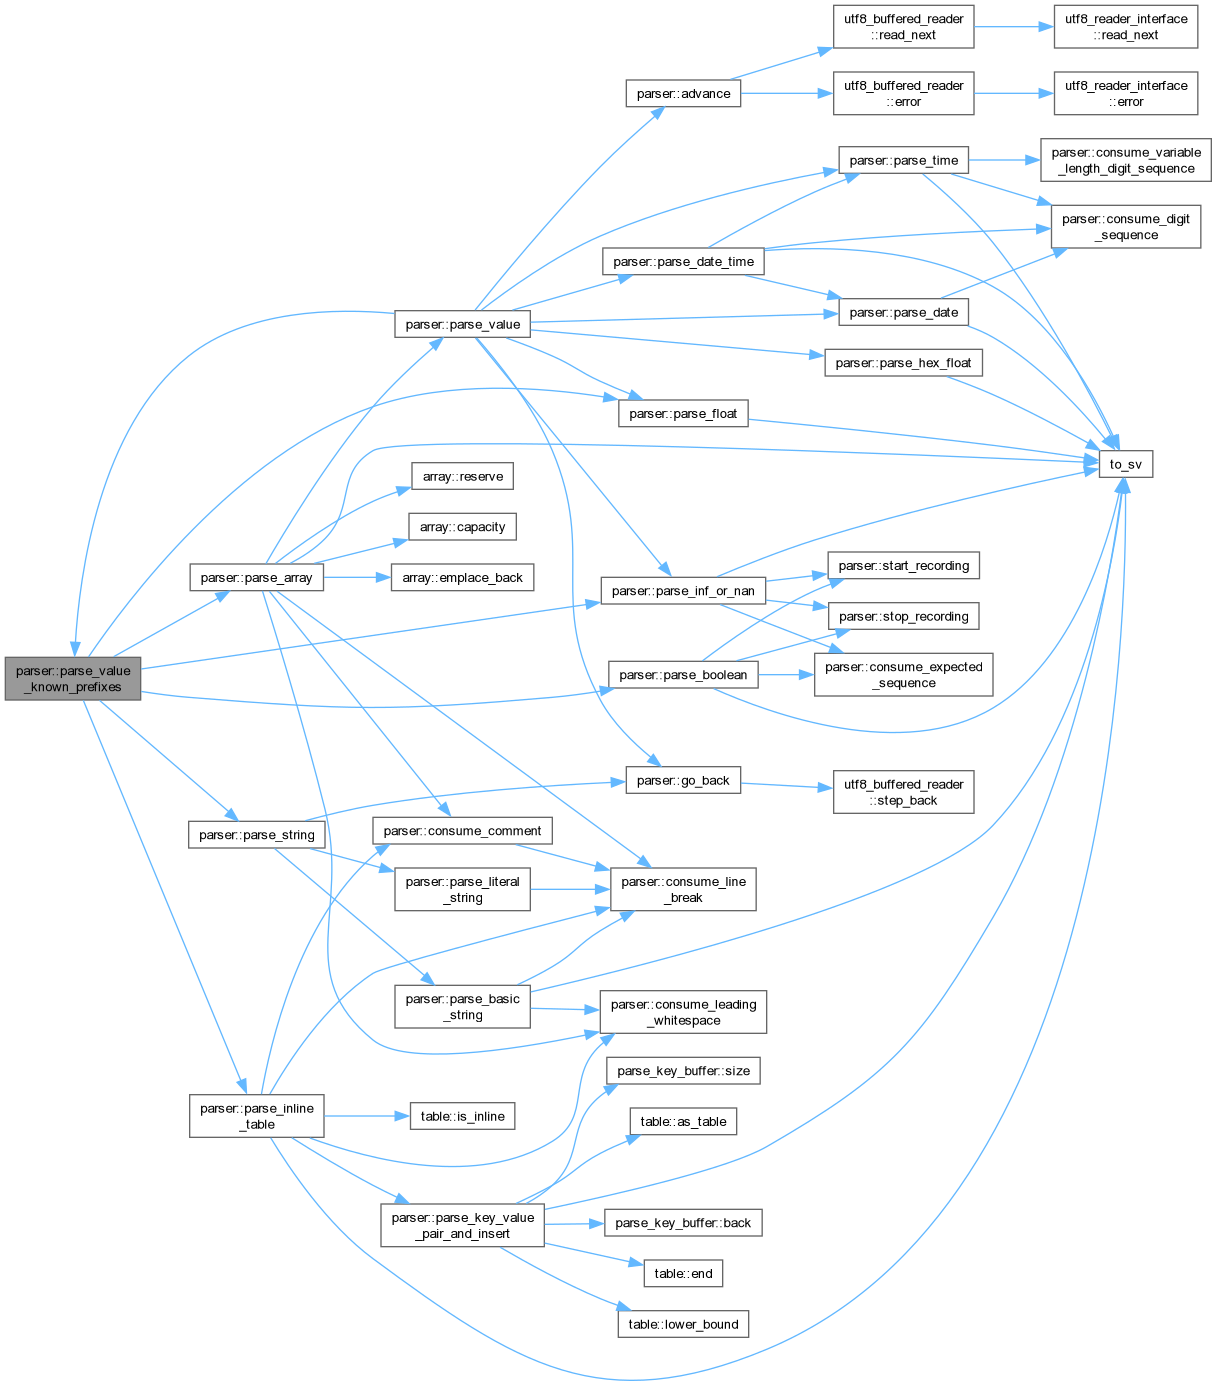 utf8_buffered_reader
::read_next
utf8_reader_interface
::read_next
parser::advance
utf8_buffered_reader
::error
utf8_reader_interface
::error
parser::parse_time
parser::consume_variable
_length_digit_sequence
parser::consume_digit
_sequence
parser::parse_date_time
parser::parse_date
parser::parse_value
parser::parse_hex_float
parser::parse_float
to_sv
array::reserve
array::capacity
parser::parse_array
array::emplace_back
parser::start_recording
parser::parse_inf_or_nan
parser::stop_recording
parser::parse_value
_known_prefixes
parser::parse_boolean
parser::consume_expected
_sequence
parser::go_back
utf8_buffered_reader
::step_back
parser::parse_string
parser::consume_comment
parser::parse_literal
_string
parser::consume_line
_break
parser::parse_basic
_string
parser::consume_leading
_whitespace
parse_key_buffer::size
parser::parse_inline
_table
table::is_inline
table::as_table
parser::parse_key_value
_pair_and_insert
parse_key_buffer::back
table::end
table::lower_bound